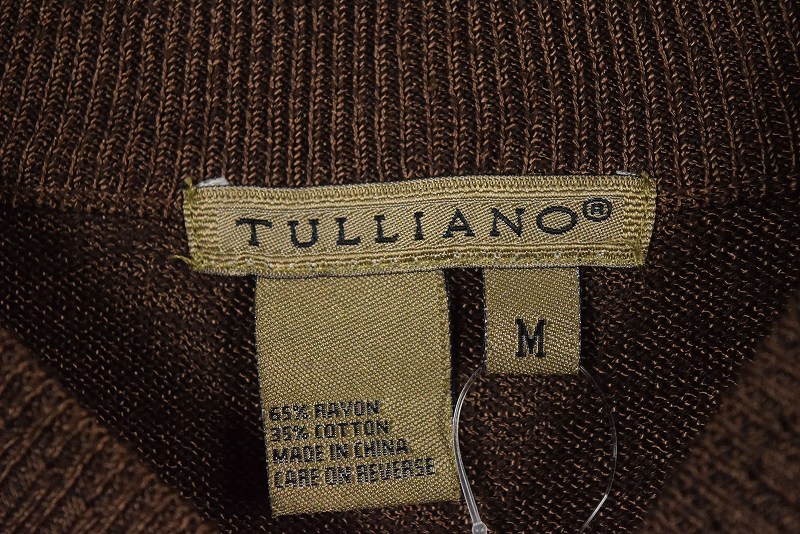 TULLIANO®
M
65% RAYON
35% COTTON
MADE IN CHINA
CARE ON REVERSE